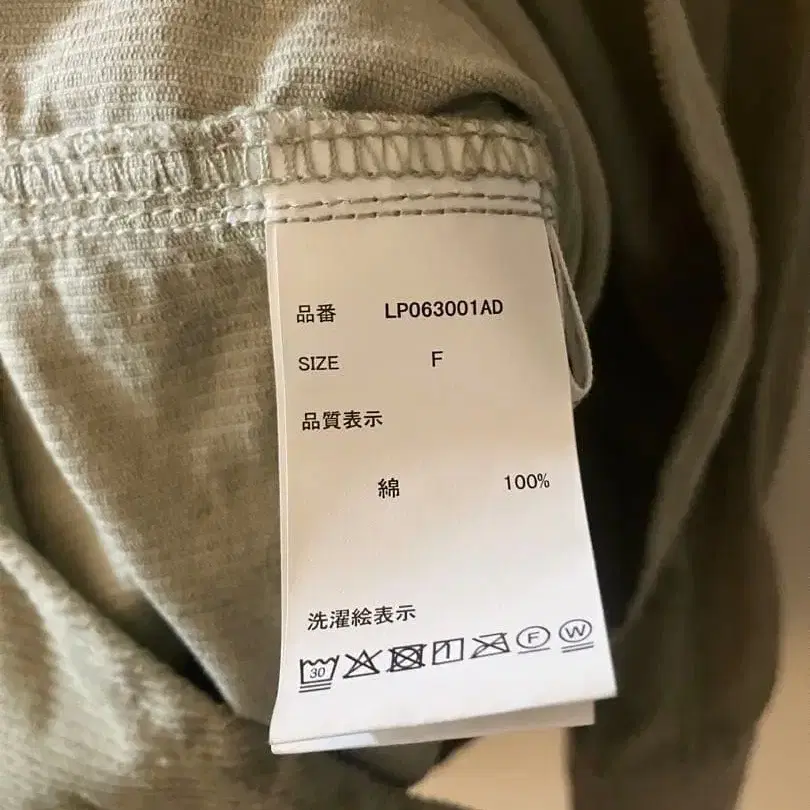 品番 LP063001AD
SIZE F
品質表示
綿 100%
洗濯絵表示
30 F W